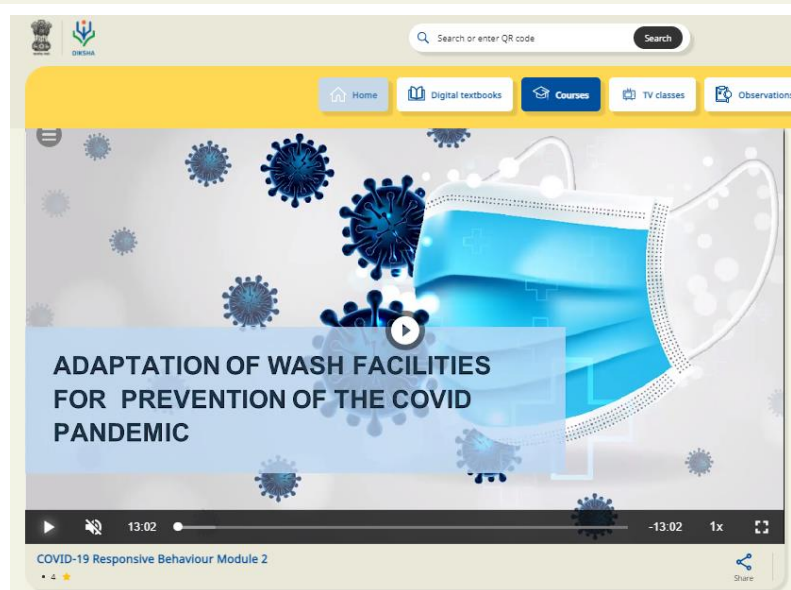 DIKSHA
Search or enter QR code
Search
Home
Digital textbooks
Courses
TV classes
Observations
ADAPTATION OF WASH FACILITIES
FOR PREVENTION OF THE COVID
PANDEMIC
13:02
-13:02
1x
COVID-19 Responsive Behaviour Module 2
• 4
Share